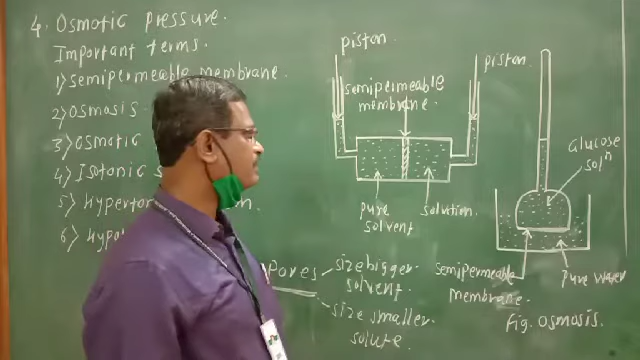 4. Osmotic Pressure.
Important terms.
1) Semipermeable membrane.
2) Osmosis
3) Osmotic
4) Isotonic s
5)
6)
piston
semipermeable
membrane.
piston.
pure
solvent
solution.
Pores
size bigger
solvent.
size smaller
solute
Glucose
solⁿ
semipermeable
membrane.
Pure water
Fig. Osmosis.